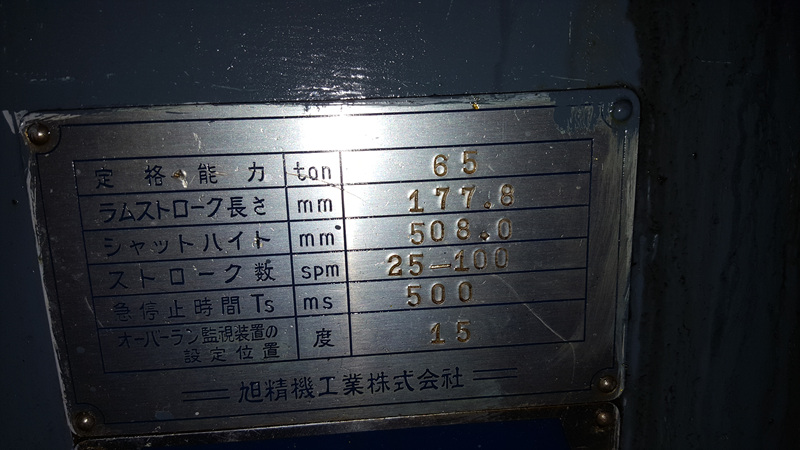 定格能力 ton 65
ラムストローク長さ mm 177.8
シャットハイト mm 508.0
ストローク数 spm 25-100
急停止時間Ts ms 500
オーバーラン監視装置の
設定位置 度 15
旭精機工業株式会社